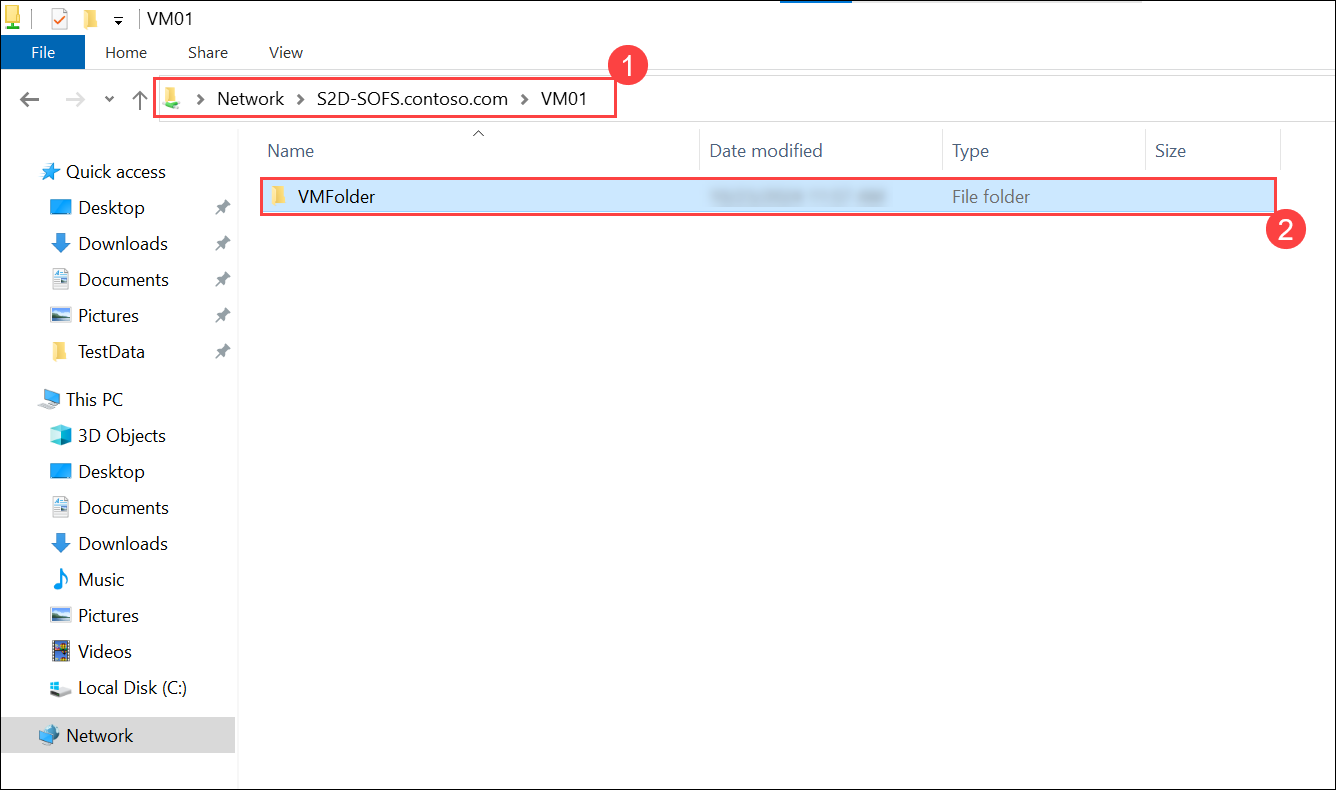 VM01
File Home Share View
1
Network S2D-SOFS.contoso.com VM01
Name Date modified Type Size
VMFolder File folder
2
Quick access
Desktop
Downloads
Documents
Pictures
TestData
This PC
3D Objects
Desktop
Documents
Downloads
Music
Pictures
Videos
Local Disk (C:)
Network